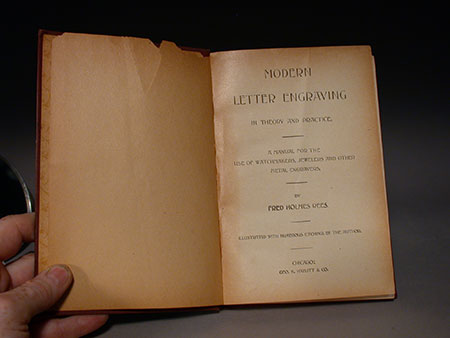 MODERN
LETTER ENGRAVING
IN THEORY AND PRACTICE.
A MANUAL FOR THE
USE OF WATCHMAKERS, JEWELERS AND OTHER
METAL ENGRAVERS.
BY
FRED HOLMES REES.
ILLUSTRATED WITH NUMEROUS ETCHINGS BY THE AUTHOR.
CHICAGO:
GEO. K. HAZLITT & CO.